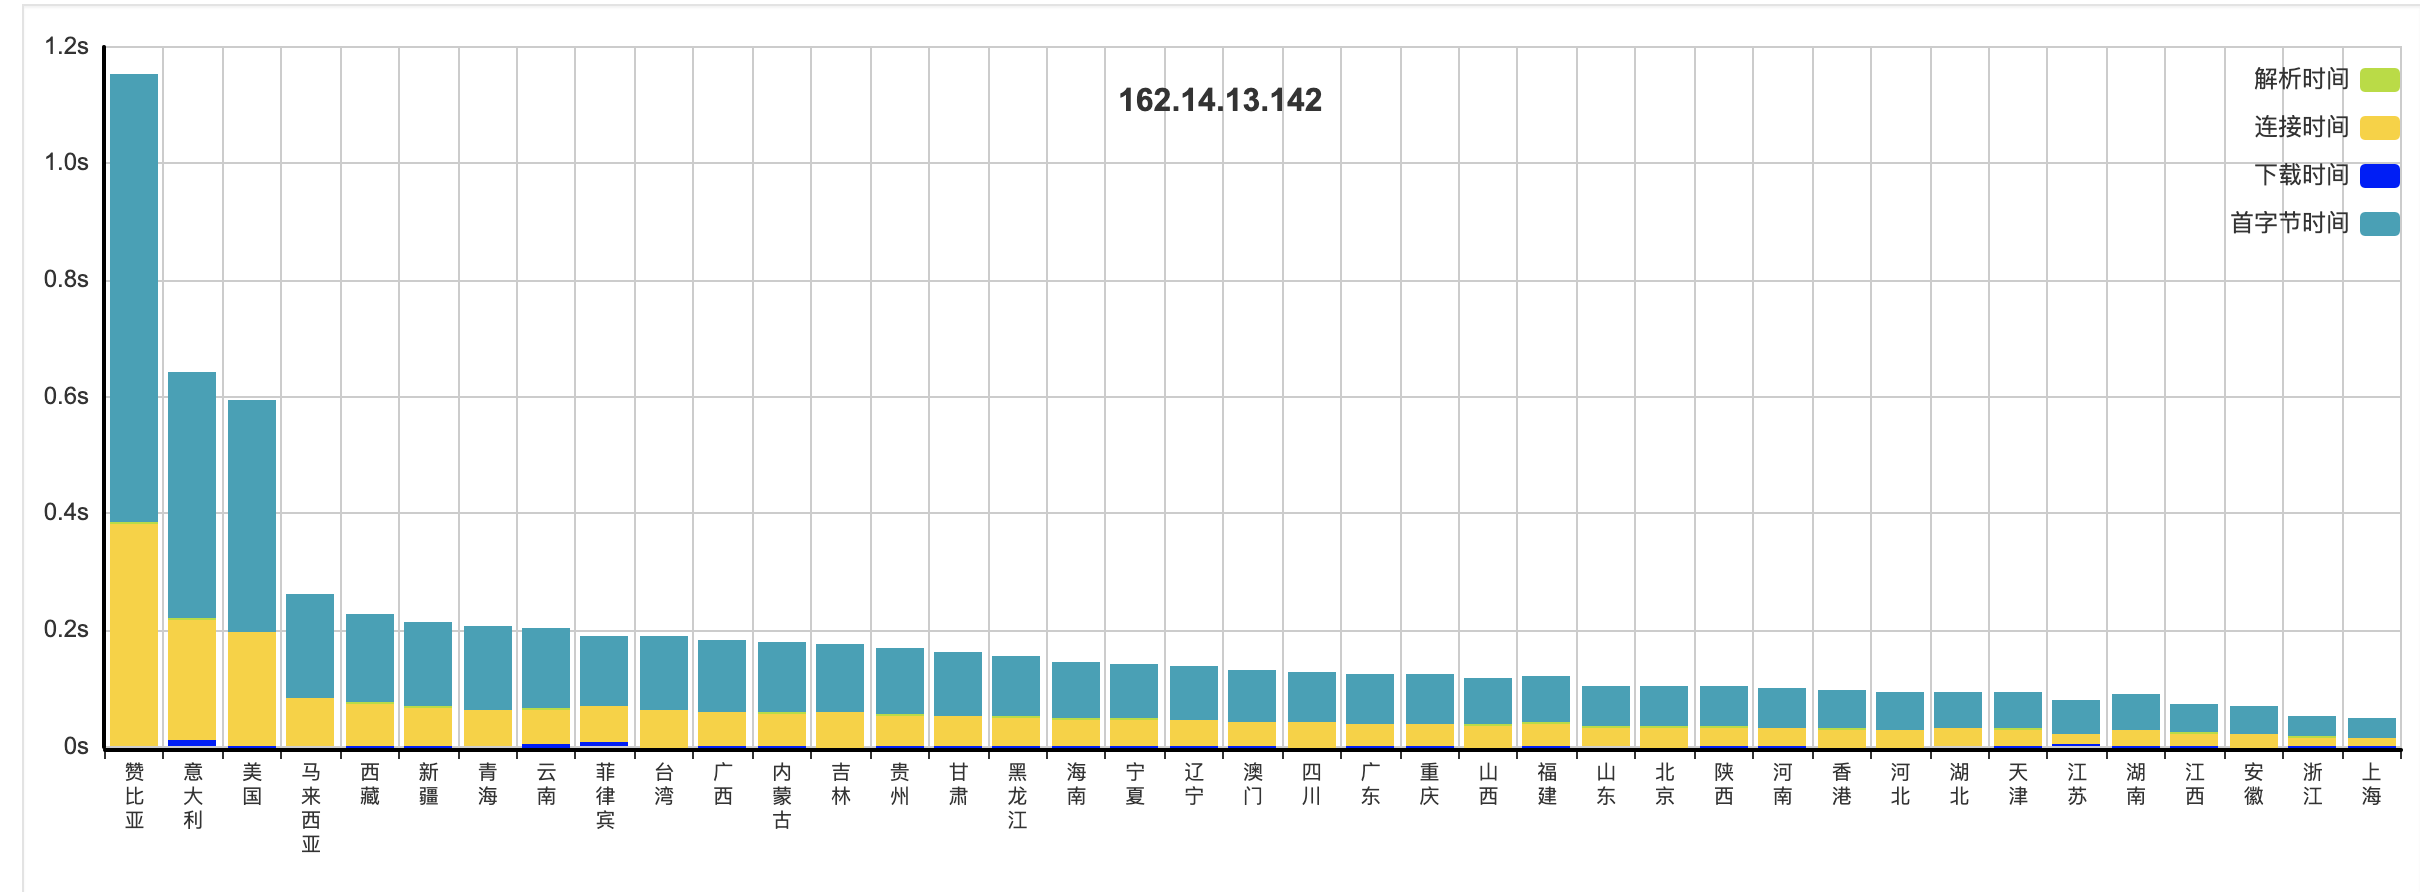 162.14.13.142
解析时间
连接时间
下载时间
首字节时间
1.2s
1.0s
0.8s
0.6s
0.4s
0.2s
0s
赞比亚
意大利
美国
马来西亚
西藏
新疆
青海
云南
菲律宾
台湾
广西
内蒙古
吉林
贵州
甘肃
黑龙江
海南
宁夏
辽宁
澳门
四川
广东
重庆
山西
福建
山东
北京
陕西
河南
香港
河北
湖北
天津
江苏
湖南
江西
安徽
浙江
上海